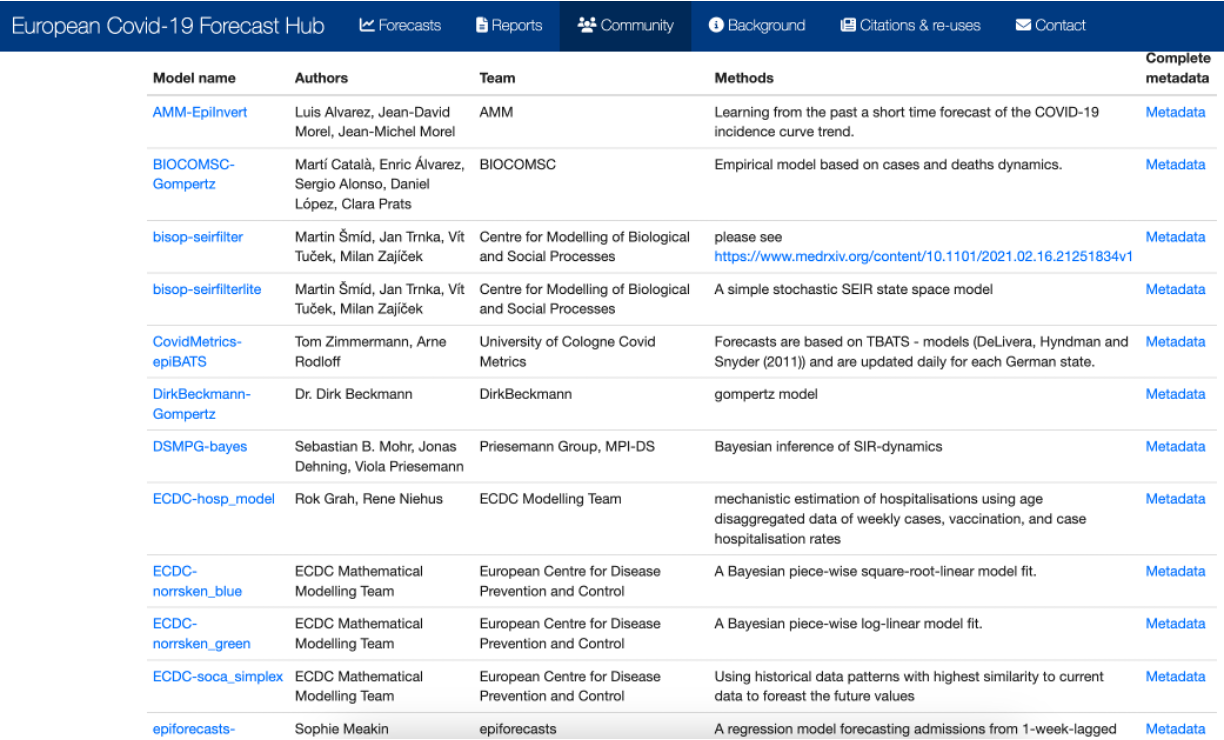 European Covid-19 Forecast Hub Forecasts Reports Community Background Citations & re-uses Contact
Model name Authors Team Methods Complete metadata
AMM-EpiInvert Luis Alvarez, Jean-David AMM Learning from the past a short time forecast of the COVID-19 Metadata
Morel, Jean-Michel Morel incidence curve trend.
BIOCOMSC- Martí Català, Enric Álvarez, BIOCOMSC Empirical model based on cases and deaths dynamics. Metadata
Gompertz Sergio Alonso, Daniel
López, Clara Prats
bisop-seirfilter Martin Šmíd, Jan Trnka, Vít Centre for Modelling of Biological please see Metadata
Tuček, Milan Zajíček and Social Processes https://www.medrxiv.org/content/10.1101/2021.02.16.21251834v1
bisop-seirfilterlite Martin Šmíd, Jan Trnka, Vít Centre for Modelling of Biological A simple stochastic SEIR state space model Metadata
Tuček, Milan Zajíček and Social Processes
CovidMetrics- Tom Zimmermann, Arne University of Cologne Covid Forecasts are based on TBATS - models (DeLivera, Hyndman and Metadata
epiBATS Rodloff Metrics Snyder (2011)) and are updated daily for each German state.
DirkBeckmann- Dr. Dirk Beckmann DirkBeckmann gompertz model Metadata
Gompertz
DSMPG-bayes Sebastian B. Mohr, Jonas Priesemann Group, MPI-DS Bayesian inference of SIR-dynamics Metadata
Dehning, Viola Priesemann
ECDC-hosp_model Rok Grah, Rene Niehus ECDC Modelling Team mechanistic estimation of hospitalisations using age Metadata
disaggregated data of weekly cases, vaccination, and case
hospitalisation rates
ECDC- ECDC Mathematical European Centre for Disease A Bayesian piece-wise square-root-linear model fit. Metadata
norrsken_blue Modelling Team Prevention and Control
ECDC- ECDC Mathematical European Centre for Disease A Bayesian piece-wise log-linear model fit. Metadata
norrsken_green Modelling Team Prevention and Control
ECDC-soca_simplex ECDC Mathematical European Centre for Disease Using historical data patterns with highest similarity to current Metadata
Modelling Team Prevention and Control data to foreast the future values
epiforecasts- Sophie Meakin epiforecasts A regression model forecasting admissions from 1-week-lagged Metadata